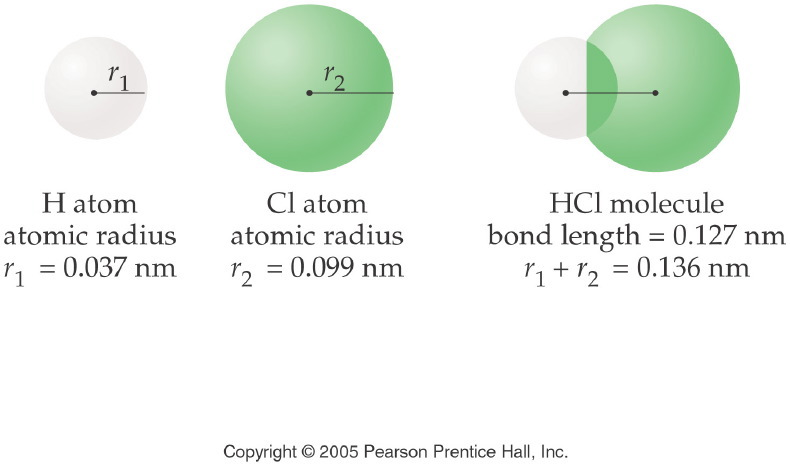 r₁
r₂
H atom
atomic radius
r₁ = 0.037 nm
Cl atom
atomic radius
r₂ = 0.099 nm
HCl molecule
bond length = 0.127 nm
r₁ + r₂ = 0.136 nm
Copyright © 2005 Pearson Prentice Hall, Inc.